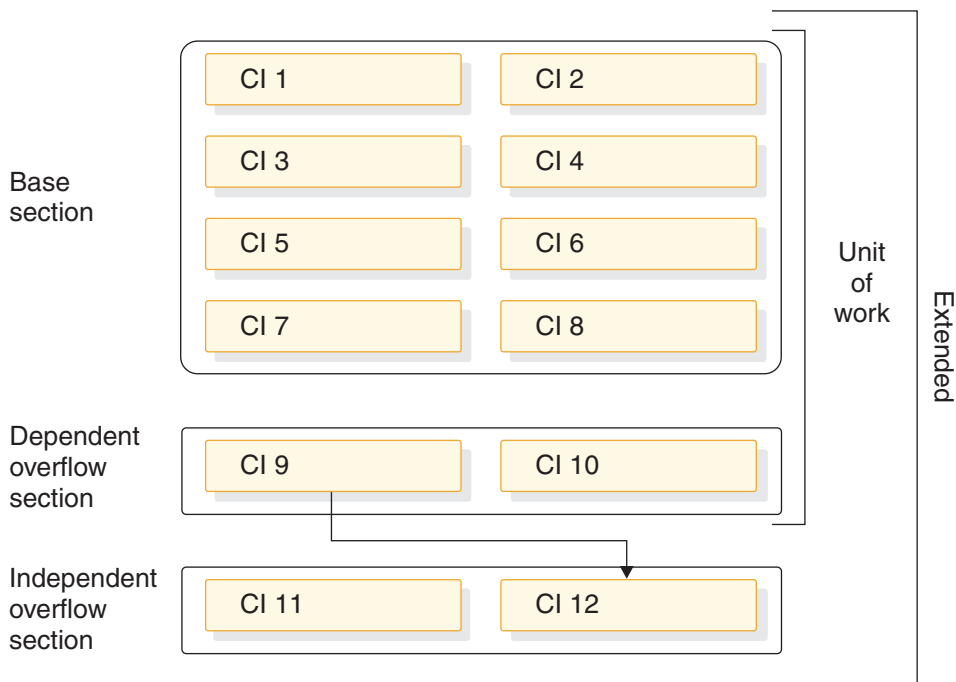 CI 1
CI 2
CI 3
CI 4
Base
section
CI 5
CI 6
CI 7
CI 8
Unit
of
work
Extended
Dependent
overflow
section
CI 9
CI 10
Independent
overflow
section
CI 11
CI 12